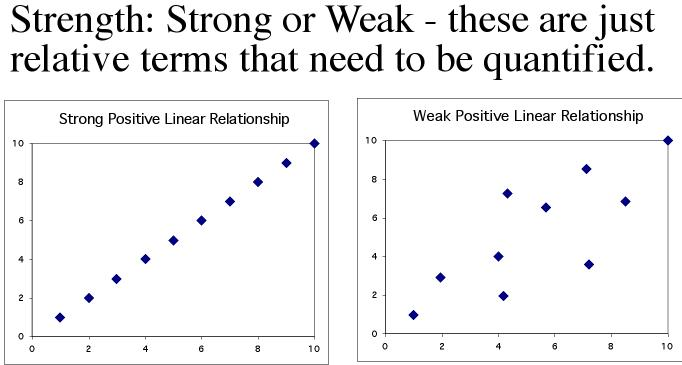 Strength: Strong or Weak - these are just
relative terms that need to be quantified.
Strong Positive Linear Relationship
10
8
6
4
2
0
0 2 4 6 8 10
Weak Positive Linear Relationship
10
8
6
4
2
0
0 2 4 6 8 10